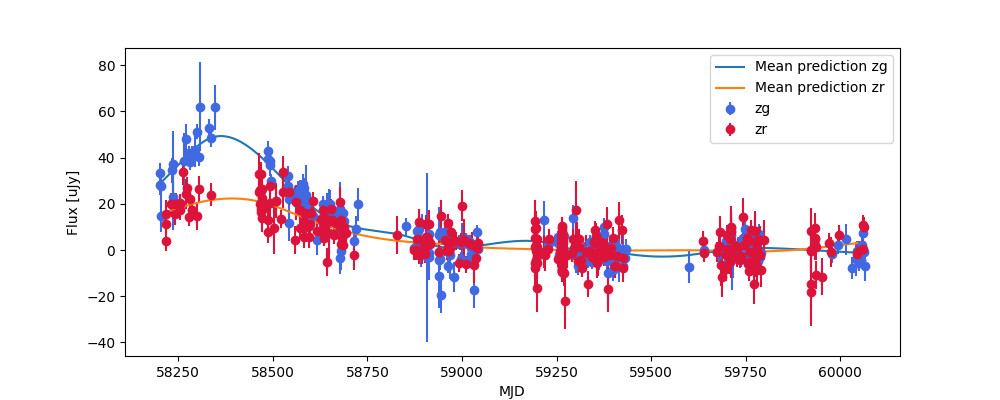 80
60
40
20
0
−20
−40
Flux [uJy]
58250
58500
58750
59000
59250
59500
59750
60000
MJD
Mean prediction zg
Mean prediction zr
zg
zr